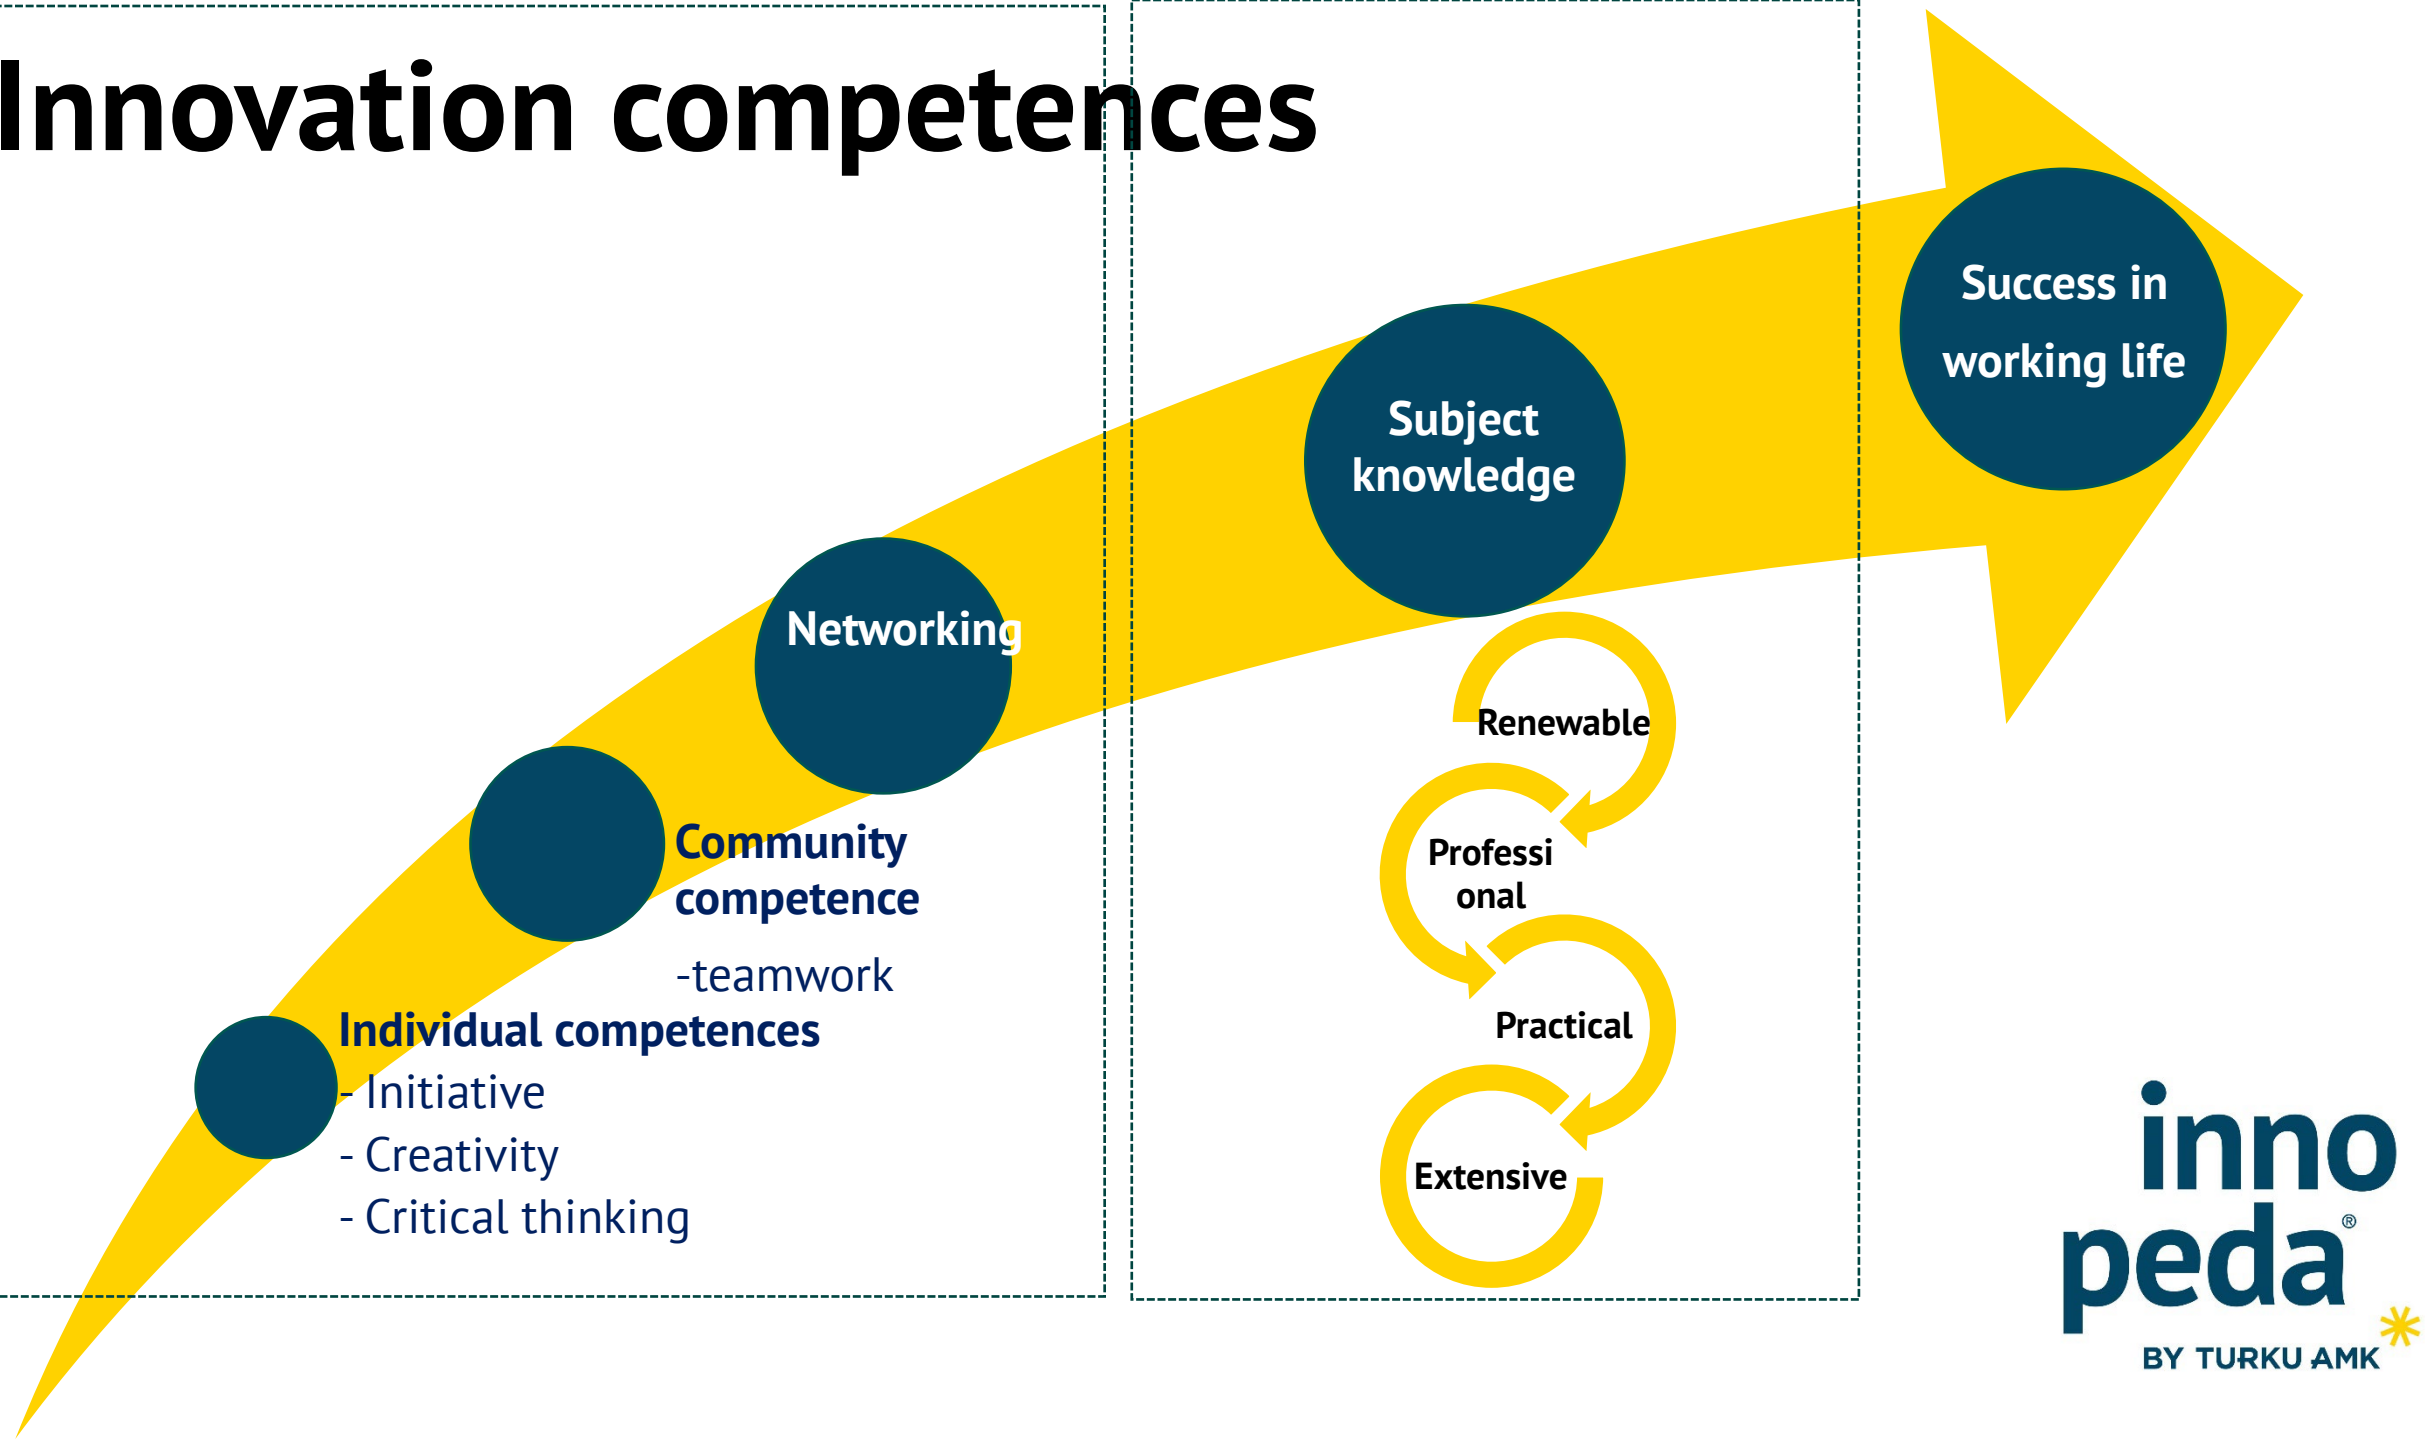 Innovation competences
Success in
working life
Subject
knowledge
Networking
Community
competence
-teamwork
Individual competences
- Initiative
- Creativity
- Critical thinking
Renewable
Professi
onal
Practical
Extensive
inno
peda®
BY TURKU AMK